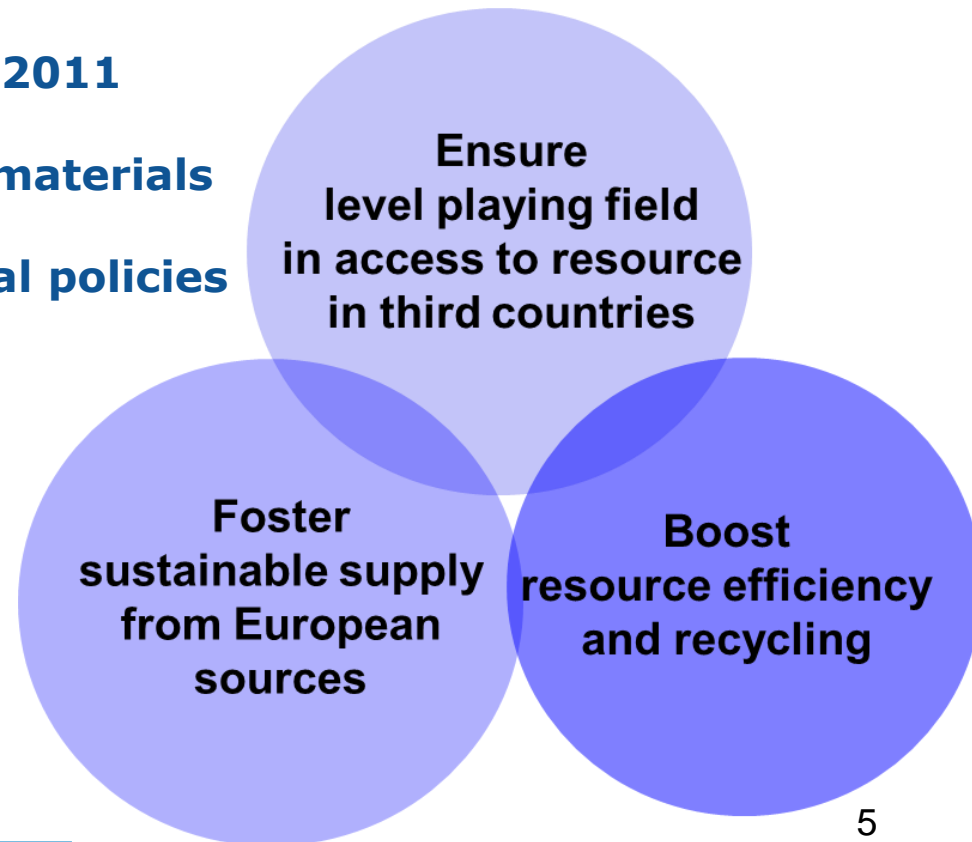 2011
materials
al policies
Ensure
level playing field
in access to resource
in third countries
Foster
sustainable supply
from European
sources
Boost
resource efficiency
and recycling
5